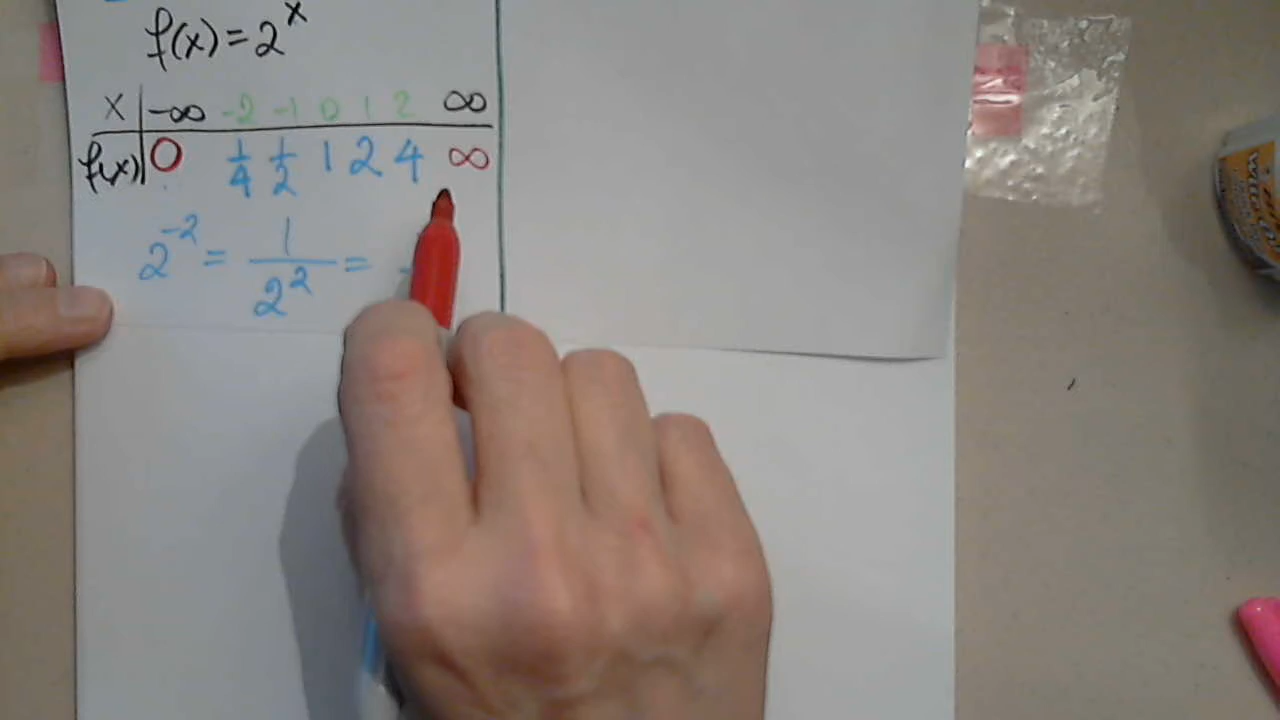 f(x) = 2^x
x | -∞ -2 -1 0 1 2 ∞
f(x) | 0 1/4 1/2 1 2 4 ∞
2^-2 = 1/2^2 =